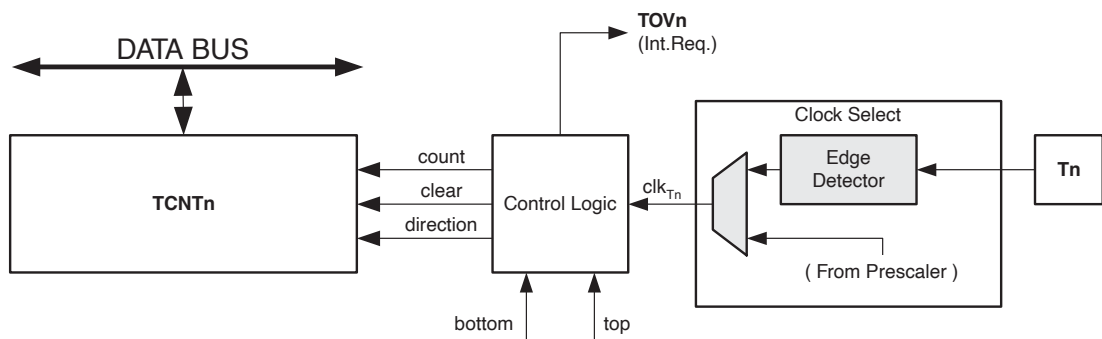 TOVn
(Int.Req.)
DATA BUS
Clock Select
count
Edge
Detector
Tn
TCNTn
clear
Control Logic
clkTn
direction
( From Prescaler )
bottom
top